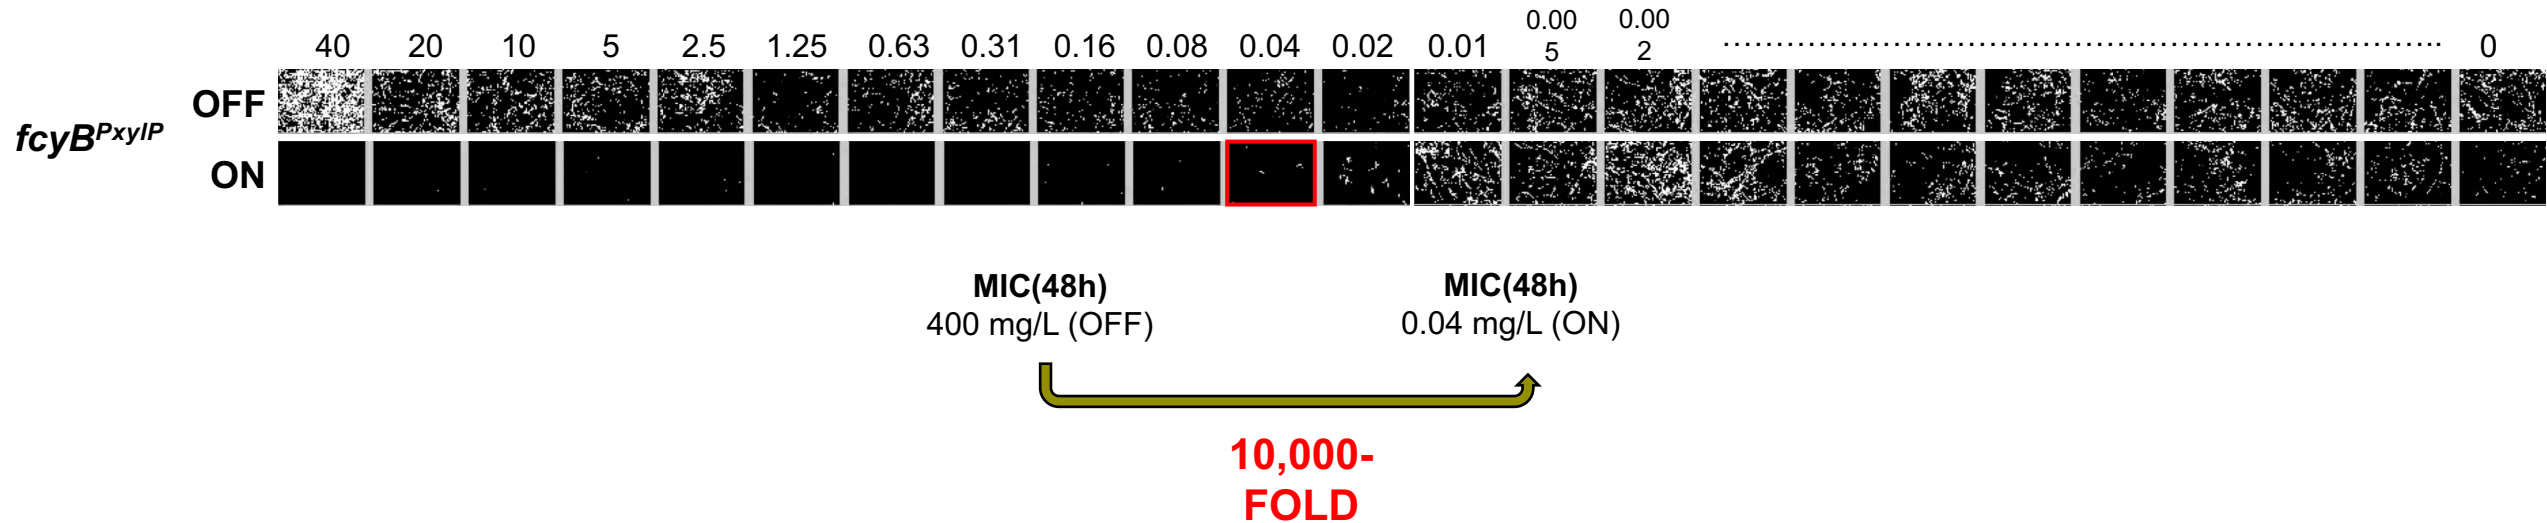 0.00 0.00
40 20 10 5 2.5 1.25 0.63 0.31 0.16 0.08 0.04 0.02 0.01 5 2 ........................................................................ 0
OFF
fcyBPxylP
ON
MIC(48h) MIC(48h)
400 mg/L (OFF) 0.04 mg/L (ON)
10,000-
FOLD